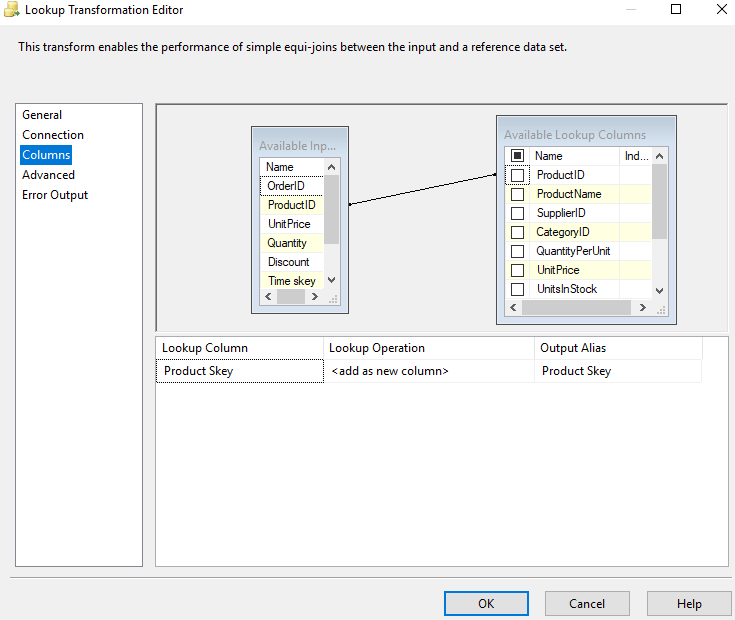 Lookup Transformation Editor
This transform enables the performance of simple equi-joins between the input and a reference data set.
General
Connection
Columns
Advanced
Error Output
Available Inp...
Name
OrderID
ProductID
UnitPrice
Quantity
Discount
Time skey
Available Lookup Columns
Name Ind...
ProductID
ProductName
SupplierID
CategoryID
QuantityPerUnit
UnitPrice
UnitsInStock
Lookup Column Lookup Operation Output Alias
Product Skey <add as new column> Product Skey
OK Cancel Help